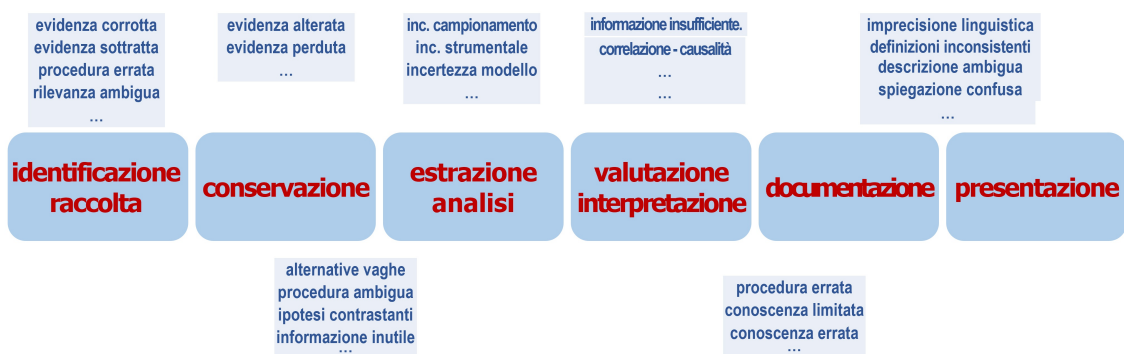 evidenza corrotta
evidenza sottratta
procedura errata
rilevanza ambigua
...
evidenza alterata
evidenza perduta
...
inc. campionamento
inc. strumentale
incertezza modello
...
informazione insufficiente.
correlazione - causalità
...
...
imprecisione linguistica
definizioni inconsistenti
descrizione ambigua
spiegazione confusa
...
identificazione
raccolta
conservazione
estrazione
analisi
valutazione
interpretazione
documentazione
presentazione
alternative vaghe
procedura ambigua
ipotesi contrastanti
informazione inutile
...
procedura errata
conoscenza limitata
conoscenza errata
...